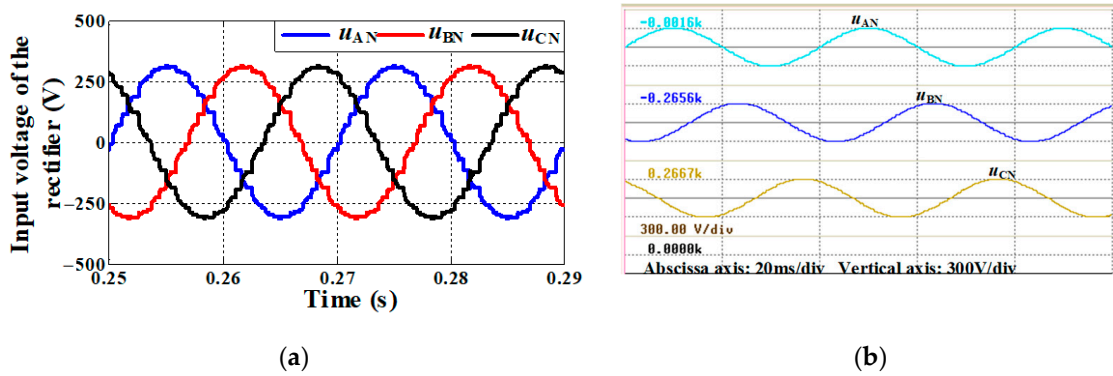 Input voltage of the
rectifier (V)
500
250
0
−250
−500
uAN uBN uCN
0.25 0.26 0.27 0.28 0.29
Time (s)
(a)
-0.0016k
uAN
-0.2656k
uBN
0.2667k
uCN
300.00 V/div
0.0000k
Abscissa axis: 20ms/div Vertical axis: 300V/div
(b)